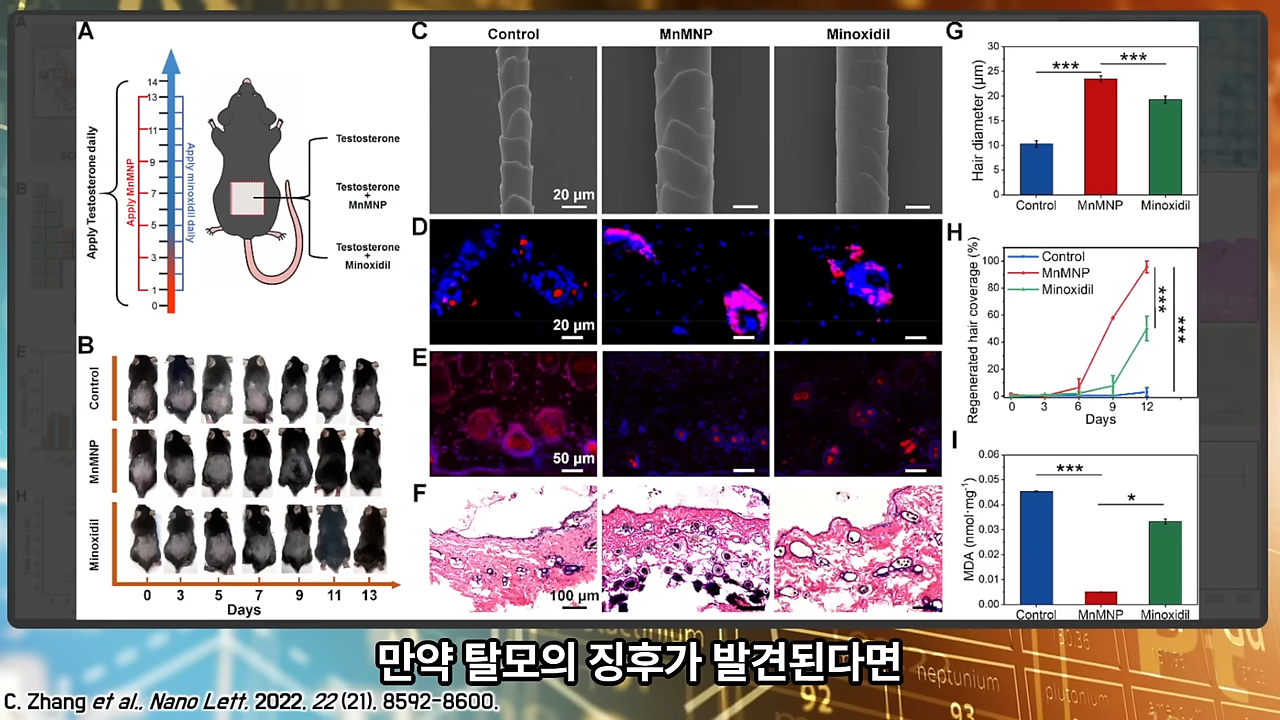 A
Apply Testosterone daily
Apply MnMNP
14
13
11
9
7
5
3
1
0
Apply minoxidil daily
Testosterone
Testosterone
+
MnMNP
Testosterone
+
Minoxidil
B
Control
MnMNP
Minoxidil
0 3 5 7 9 11 13
Days
C
Control MnMNP Minoxidil
20 μm
D
20 μm
E
50 μm
F
100 μm
G
Hair diameter (μm)
30
25
20
15
10
5
0
*** ***
Control MnMNP Minoxidil
H
Regenerated hair coverage (%)
100
80
60
40
20
0
Control
MnMNP
Minoxidil
***
***
0 3 6 9 12
Days
I
MDA (nmol·mg⁻¹)
0.06
0.05
0.04
0.03
0.02
0.01
0.00
***
*
Control MnMNP Minoxidil
만약 탈모의 징후가 발견된다면
C. Zhang et al., Nano Lett. 2022, 22 (21), 8592-8600.
neptunium
plutonium
92
93